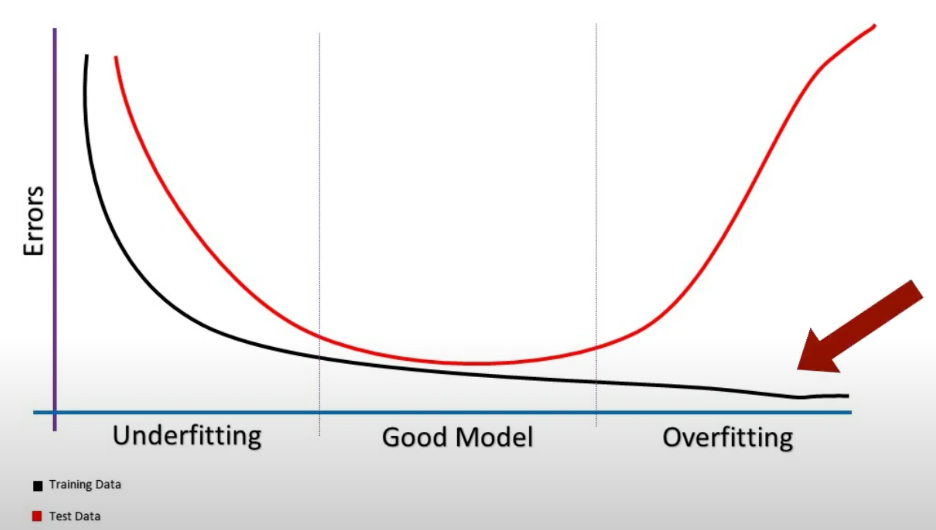 Errors
Underfitting
Good Model
Overfitting
Training Data
Test Data